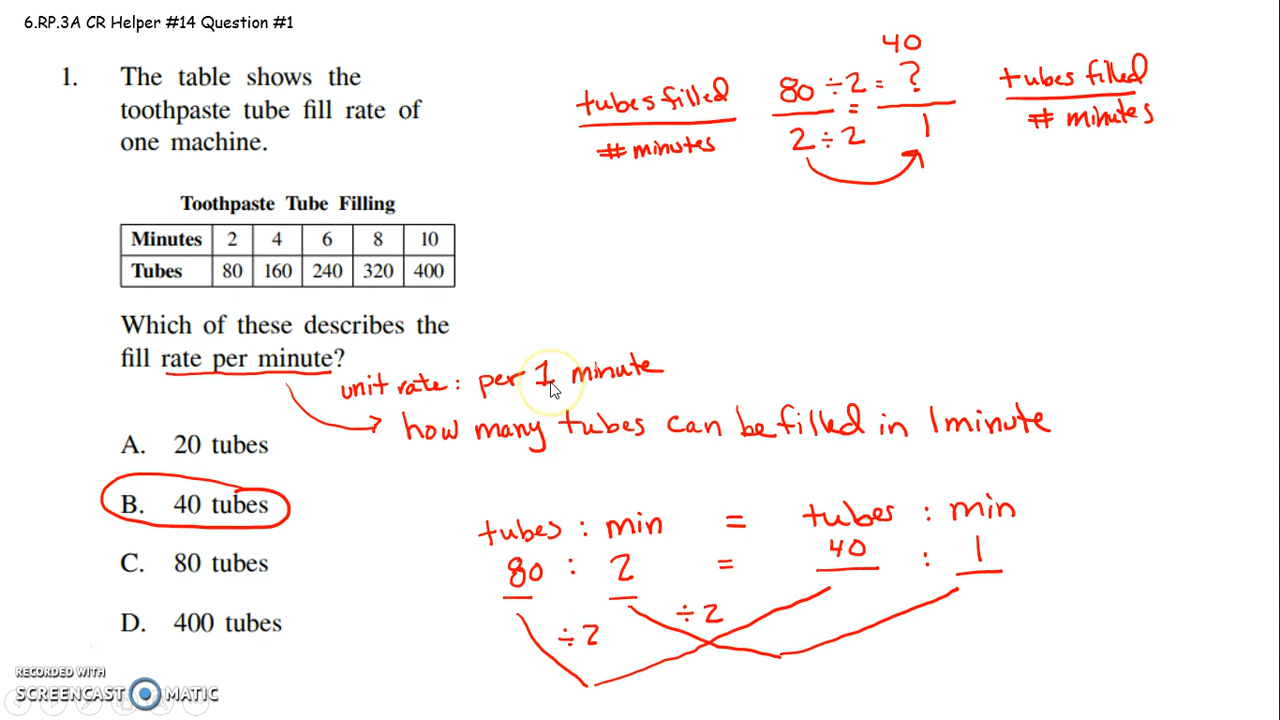 6.RP.3A CR Helper #14 Question #1
1. The table shows the
toothpaste tube fill rate of
one machine.
Toothpaste Tube Filling
Minutes 2 4 6 8 10
Tubes 80 160 240 320 400
Which of these describes the
fill rate per minute?
unit rate: per 1 minute
how many tubes can be filled in 1 minute
A. 20 tubes
B. 40 tubes
C. 80 tubes
D. 400 tubes
tubes filled
# minutes
40
80 ÷ 2 = ?
=
2 ÷ 2 1
tubes filled
# minutes
tubes : min = tubes : min
80 : 2 = 40 : 1
÷2 ÷2
RECORDED WITH
SCREENCAST MATIC